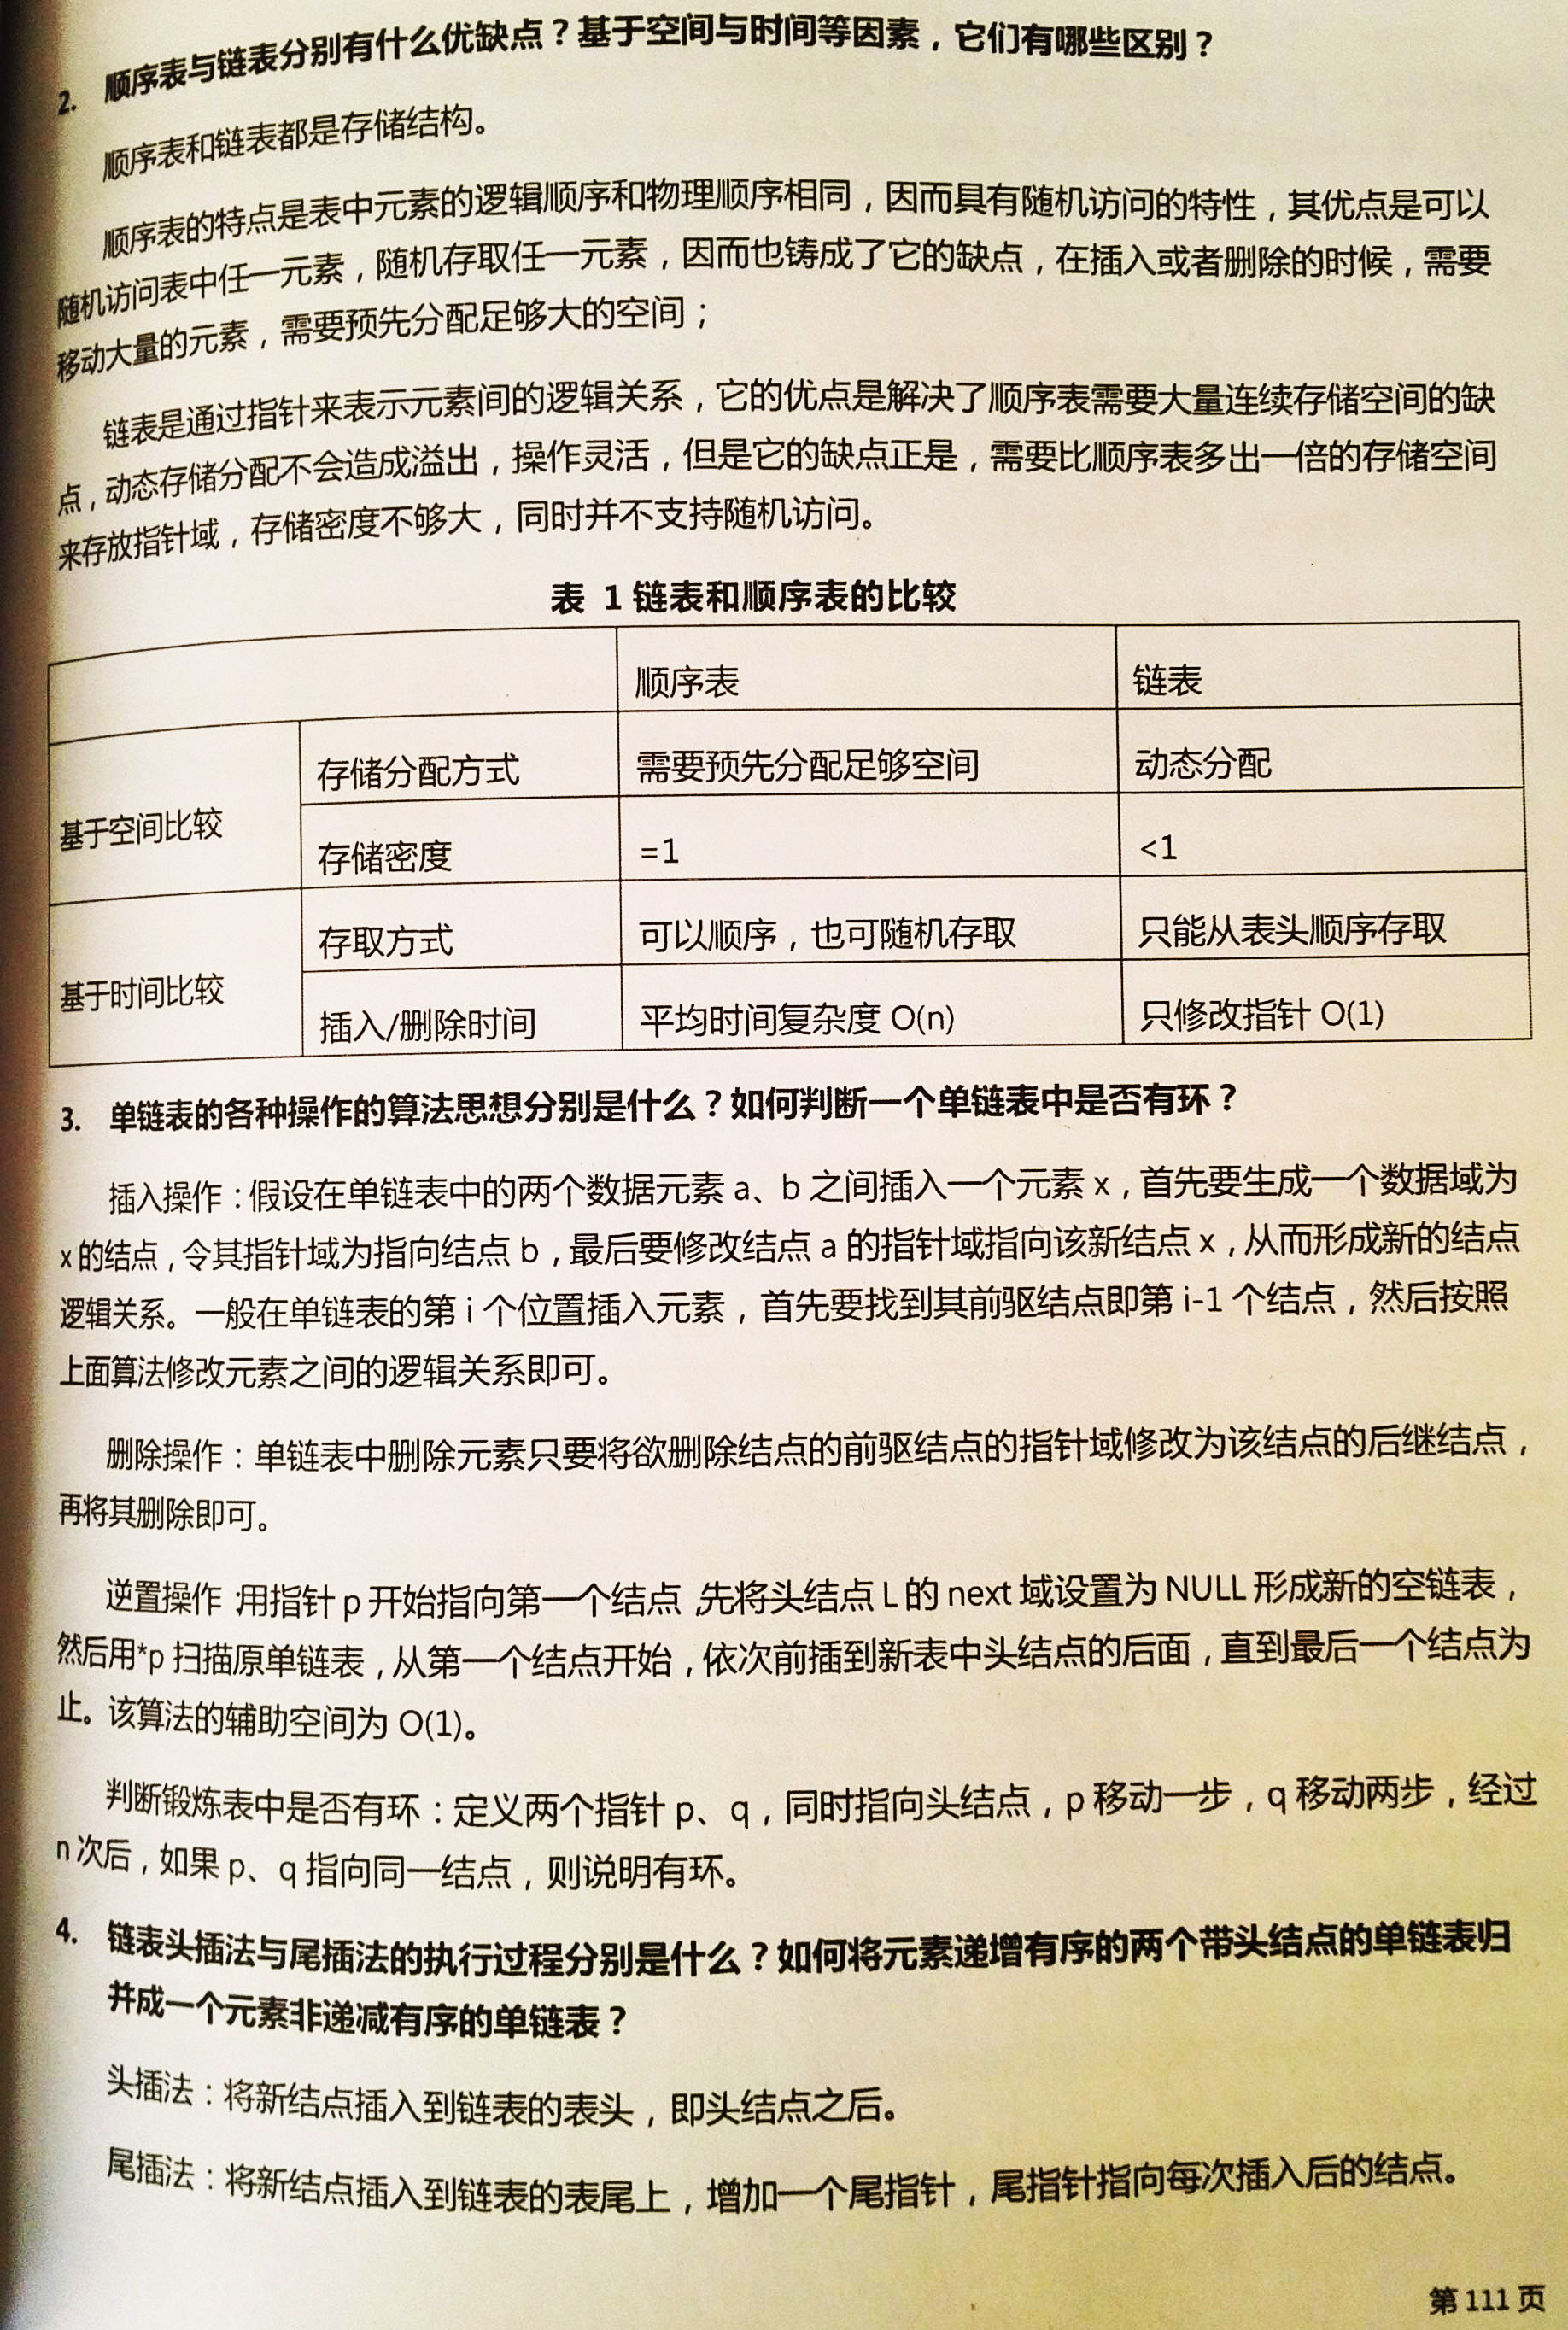 2. 顺序表与链表分别有什么优缺点？基于空间与时间等因素，它们有哪些区别？
顺序表和链表都是存储结构。
顺序表的特点是表中元素的逻辑顺序和物理顺序相同，因而具有随机访问的特性，其优点是可以
随机访问表中任一元素，随机存取任一元素，因而也铸成了它的缺点，在插入或者删除的时候，需要
移动大量的元素，需要预先分配足够大的空间；
链表是通过指针来表示元素间的逻辑关系，它的优点是解决了顺序表需要大量连续存储空间的缺
点，动态存储分配不会造成溢出，操作灵活，但是它的缺点正是，需要比顺序表多出一倍的存储空间
来存放指针域，存储密度不够大，同时并不支持随机访问。
表 1 链表和顺序表的比较
顺序表 链表
基于空间比较 存储分配方式 需要预先分配足够空间 动态分配
存储密度 =1 <1
基于时间比较 存取方式 可以顺序，也可随机存取 只能从表头顺序存取
插入/删除时间 平均时间复杂度 O(n) 只修改指针 O(1)
3. 单链表的各种操作的算法思想分别是什么？如何判断一个单链表中是否有环？
插入操作：假设在单链表中的两个数据元素 a、b 之间插入一个元素 x，首先要生成一个数据域为
x 的结点，令其指针域为指向结点 b，最后要修改结点 a 的指针域指向该新结点 x，从而形成新的结点
逻辑关系。一般在单链表的第 i 个位置插入元素，首先要找到其前驱结点即第 i-1 个结点，然后按照
上面算法修改元素之间的逻辑关系即可。
删除操作：单链表中删除元素只要将欲删除结点的前驱结点的指针域修改为该结点的后继结点，
再将其删除即可。
逆置操作：用指针 p 开始指向第一个结点，先将头结点 L 的 next 域设置为 NULL 形成新的空链表，
然后用*p 扫描原单链表，从第一个结点开始，依次前插到新表中头结点的后面，直到最后一个结点为
止。该算法的辅助空间为 O(1)。
判断锻炼表中是否有环：定义两个指针 p、q，同时指向头结点，p 移动一步，q 移动两步，经过
n 次后，如果 p、q 指向同一结点，则说明有环。
4. 链表头插法与尾插法的执行过程分别是什么？如何将元素递增有序的两个带头结点的单链表归
并成一个元素非递减有序的单链表？
头插法：将新结点插入到链表的表头，即头结点之后。
尾插法：将新结点插入到链表的表尾上，增加一个尾指针，尾指针指向每次插入后的结点。
第 111 页